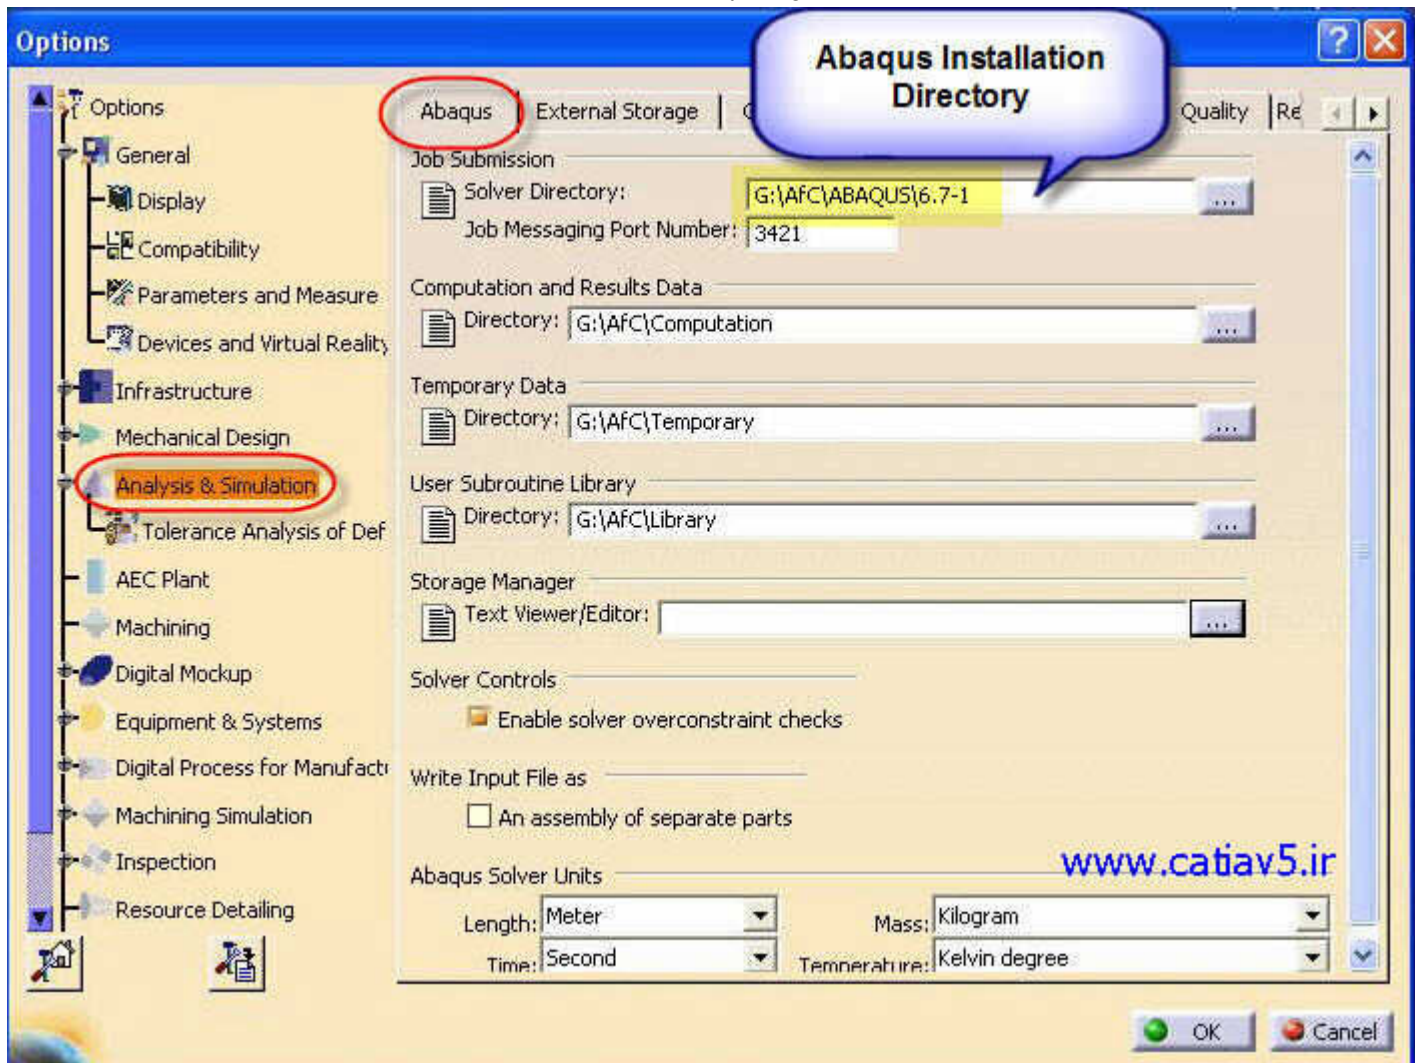 Options
Abaqus Installation
Directory
Options
General
Display
Compatibility
Parameters and Measure
Devices and Virtual Reality
Infrastructure
Mechanical Design
Analysis & Simulation
Tolerance Analysis of Def
AEC Plant
Machining
Digital Mockup
Equipment & Systems
Digital Process for Manufactu
Machining Simulation
Inspection
Resource Detailing
Abaqus External Storage Quality Re
Job Submission
Solver Directory: G:\AfC\ABAQUS\6.7-1 ...
Job Messaging Port Number: 3421
Computation and Results Data
Directory: G:\AfC\Computation ...
Temporary Data
Directory: G:\AfC\Temporary ...
User Subroutine Library
Directory: G:\AfC\Library ...
Storage Manager
Text Viewer/Editor: ...
Solver Controls
Enable solver overconstraint checks
Write Input File as
An assembly of separate parts
www.catiav5.ir
Abaqus Solver Units
Length: Meter Mass: Kilogram
Time: Second Temperature: Kelvin degree
OK Cancel